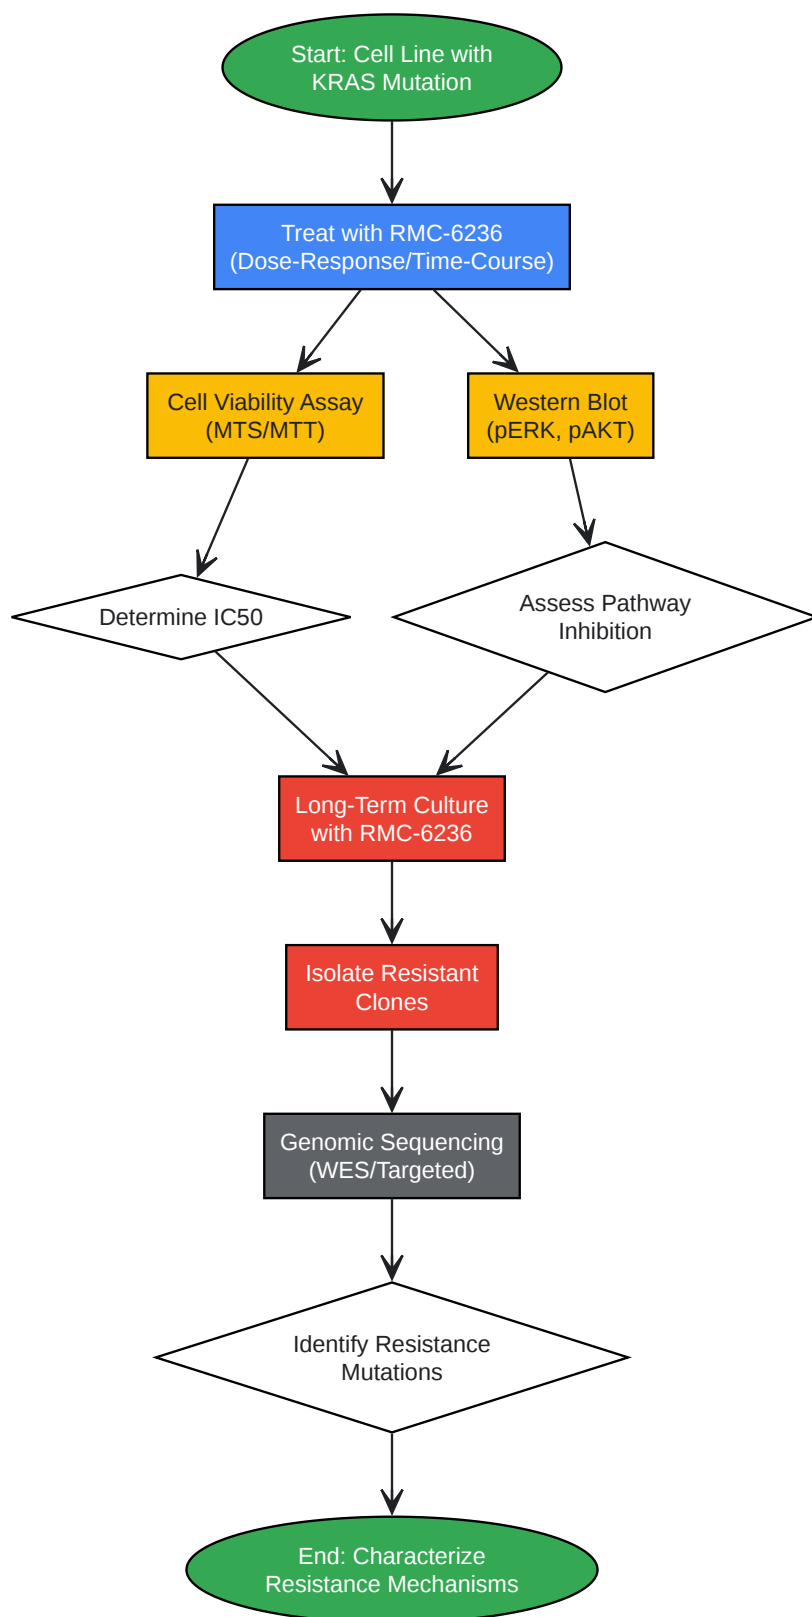 Start: Cell Line with
KRAS Mutation
Treat with RMC-6236
(Dose-Response/Time-Course)
Cell Viability Assay
(MTS/MTT)
Western Blot
(pERK, pAKT)
Determine IC50
Assess Pathway
Inhibition
Long-Term Culture
with RMC-6236
Isolate Resistant
Clones
Genomic Sequencing
(WES/Targeted)
Identify Resistance
Mutations
End: Characterize
Resistance Mechanisms